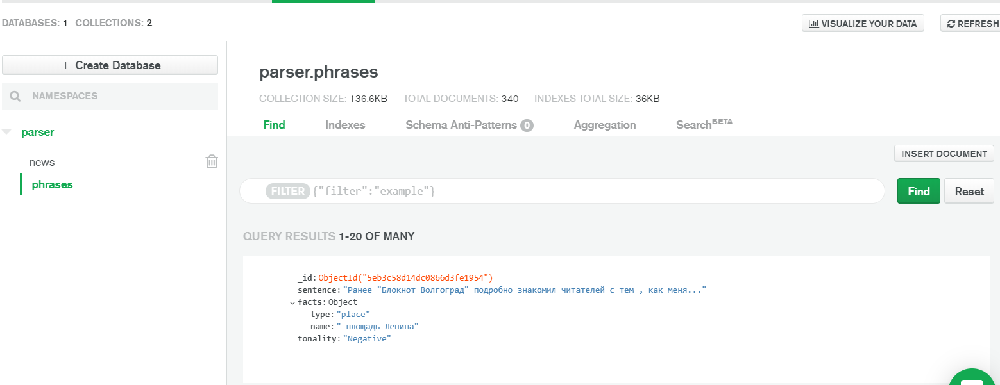 DATABASES: 1 COLLECTIONS: 2
VISUALIZE YOUR DATA
REFRESH
+ Create Database
NAMESPACES
parser
news
phrases
parser.phrases
COLLECTION SIZE: 136.6KB TOTAL DOCUMENTS: 340 INDEXES TOTAL SIZE: 36KB
Find Indexes Schema Anti-Patterns 0 Aggregation Search BETA
INSERT DOCUMENT
FILTER {"filter":"example"}
Find Reset
QUERY RESULTS 1-20 OF MANY
_id: ObjectId("5eb3c58d14dc0866d3fe1954")
sentence: "Ранее "Блокнот Волгоград" подробно знакомил читателей с тем , как меня..."
facts: Object
type: "place"
name: " площадь Ленина"
tonality: "Negative"